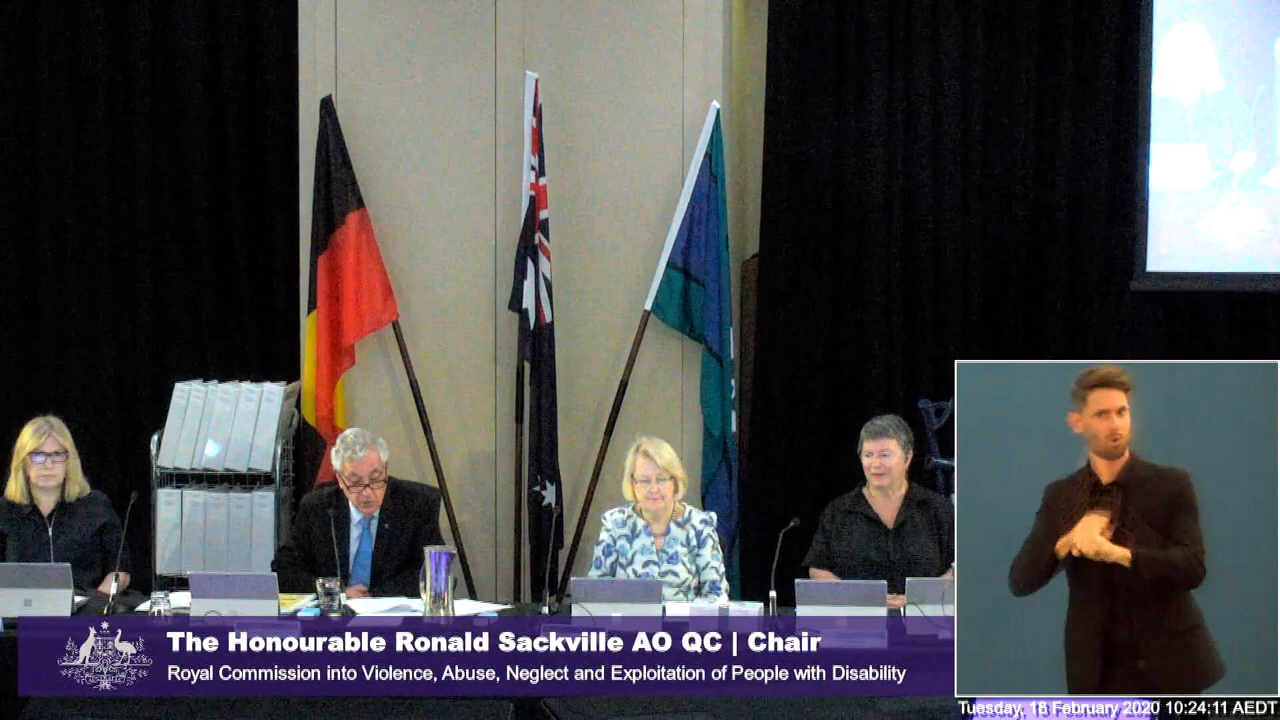 The Honourable Ronald Sackville AO QC | Chair
Royal Commission into Violence, Abuse, Neglect and Exploitation of People with Disability
Tuesday, 18 February 2020 10:24:11 AEDT